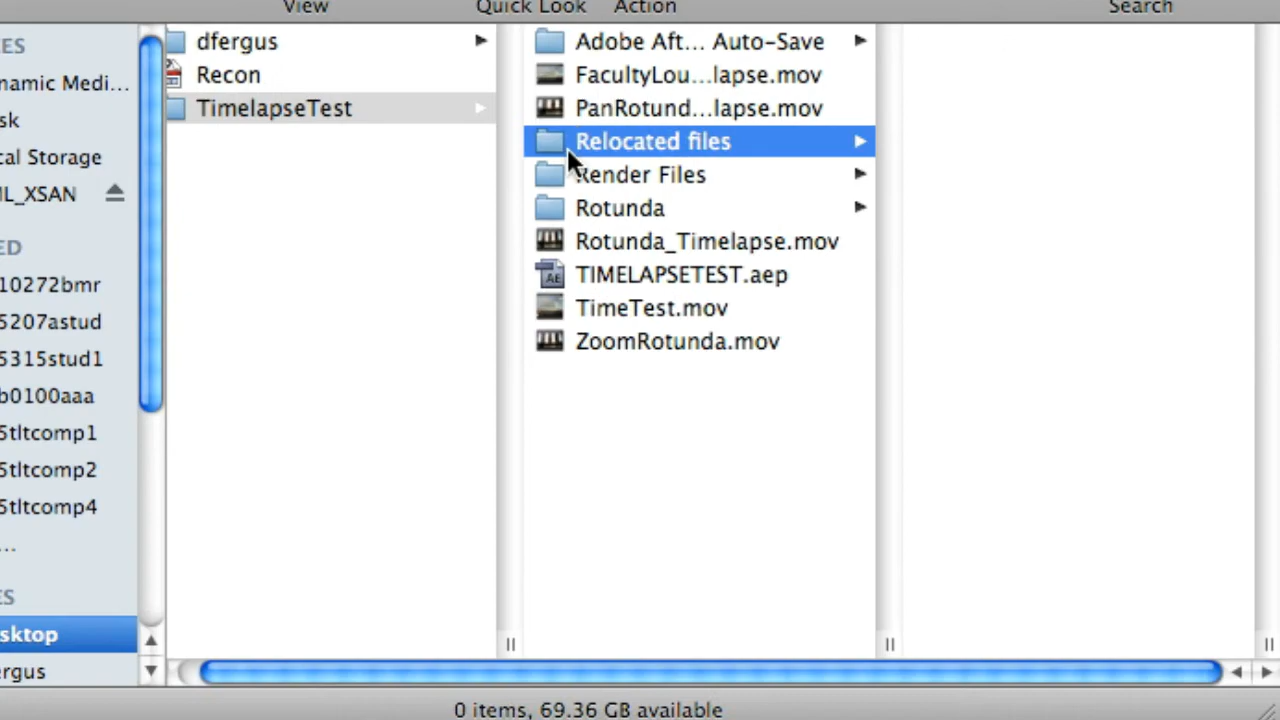 View Quick Look Action Search
ES
namic Medi...
sk
cal Storage
IL_XSAN
ED
10272bmr
5207astud
5315stud1
b0100aaa
5tltcomp1
5tltcomp2
5tltcomp4
...
ES
sktop
ergus
dfergus
Recon
TimelapseTest
Adobe Aft... Auto-Save
FacultyLou...lapse.mov
PanRotund...lapse.mov
Relocated files
Render Files
Rotunda
Rotunda_Timelapse.mov
TIMELAPSETEST.aep
TimeTest.mov
ZoomRotunda.mov
0 items, 69.36 GB available